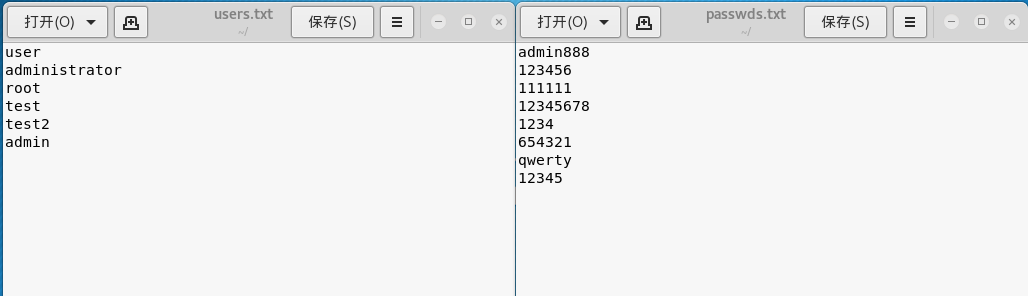 打开(O)
users.txt
~/
保存(S)
user
administrator
root
test
test2
admin
打开(O)
passwds.txt
~/
保存(S)
admin888
123456
111111
12345678
1234
654321
qwerty
12345